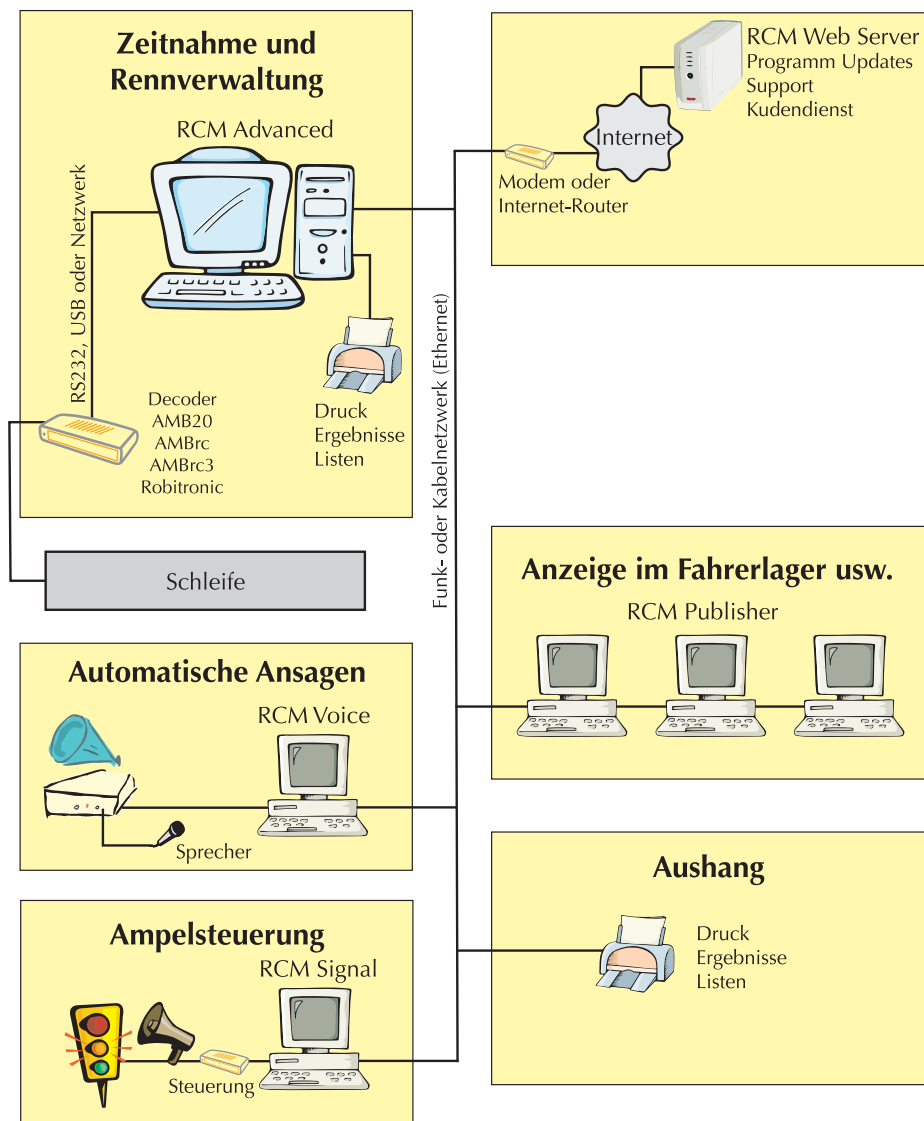 Zeitnahme und
Rennverwaltung
RCM Advanced
RS232, USB oder Netzwerk
Decoder
AMB20
AMBrc
AMBrc3
Robitronic
Druck
Ergebnisse
Listen
Schleife
Funk- oder Kabelnetzwerk (Ethernet)
RCM Web Server
Programm Updates
Support
Kudendienst
Internet
Modem oder
Internet-Router
Anzeige im Fahrerlager usw.
RCM Publisher
Automatische Ansagen
RCM Voice
Sprecher
Aushang
Druck
Ergebnisse
Listen
Ampelsteuerung
RCM Signal
Steuerung